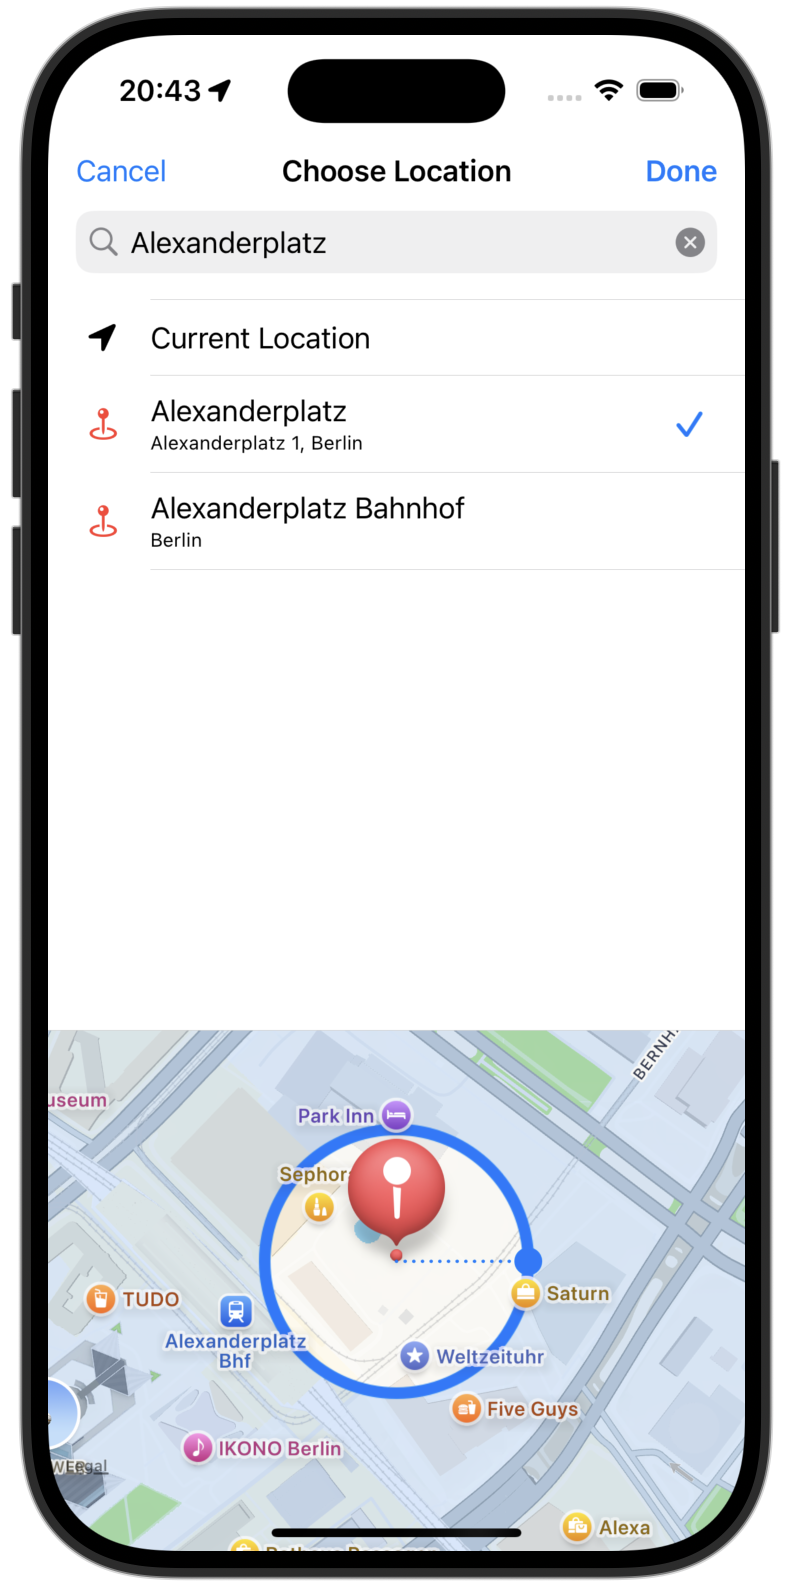 20:43
Cancel
Choose Location
Done
Alexanderplatz
Current Location
Alexanderplatz
Alexanderplatz 1, Berlin
Alexanderplatz Bahnhof
Berlin
BERNH
useum
Park Inn
Sephor
TUDO
Saturn
Alexanderplatz
Bhf
Weltzeituhr
Five Guys
IKONO Berlin
Legal
Alexa